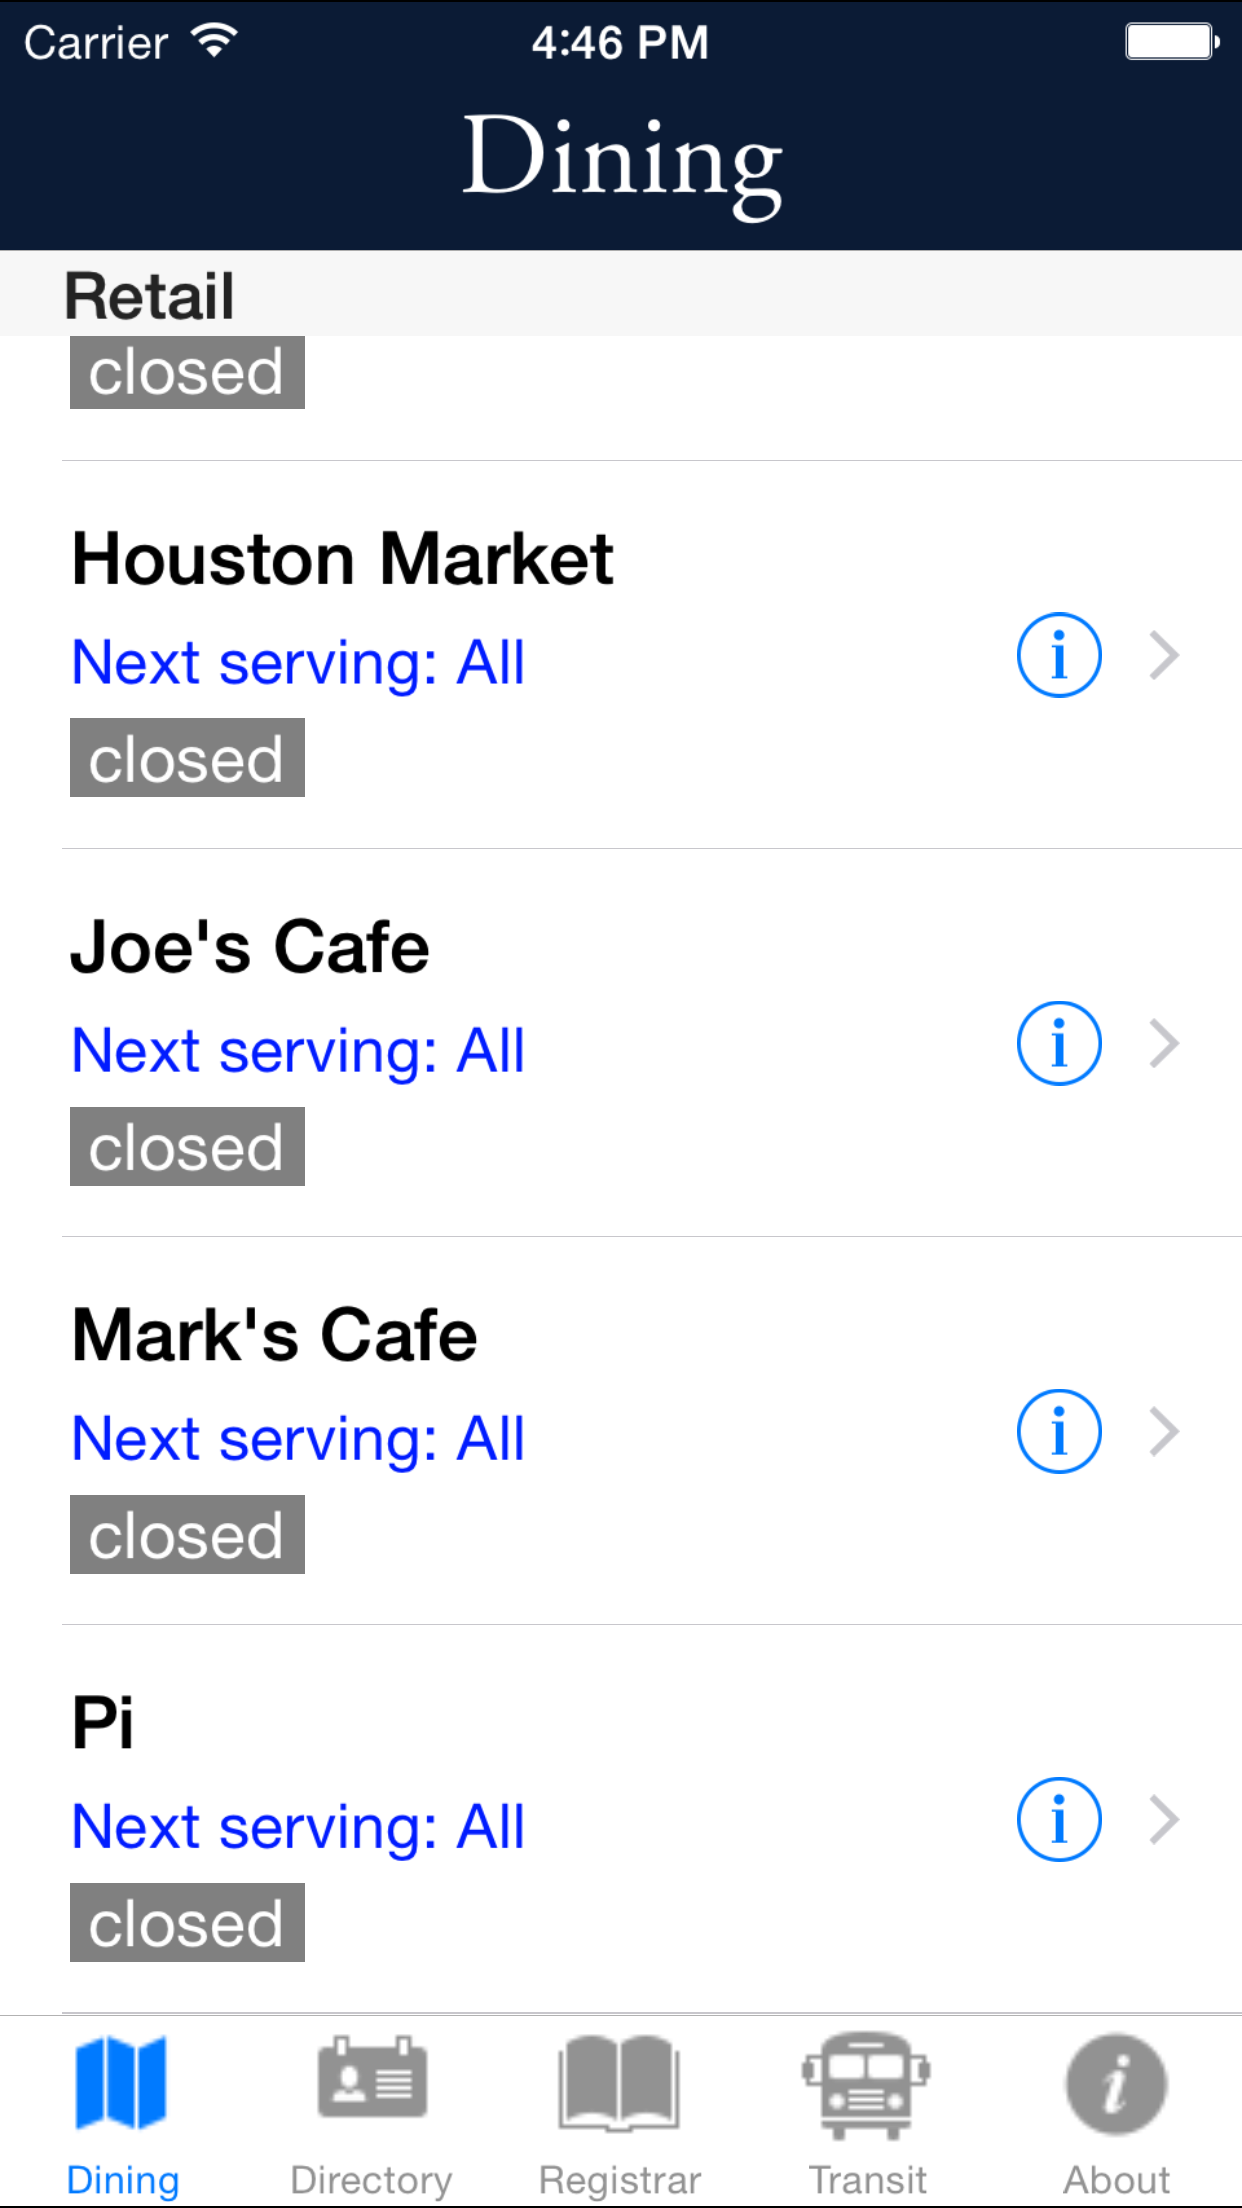 Carrier 4:46 PM
Dining
Retail
closed
Houston Market
Next serving: All
closed
Joe's Cafe
Next serving: All
closed
Mark's Cafe
Next serving: All
closed
Pi
Next serving: All
closed
Dining Directory Registrar Transit About